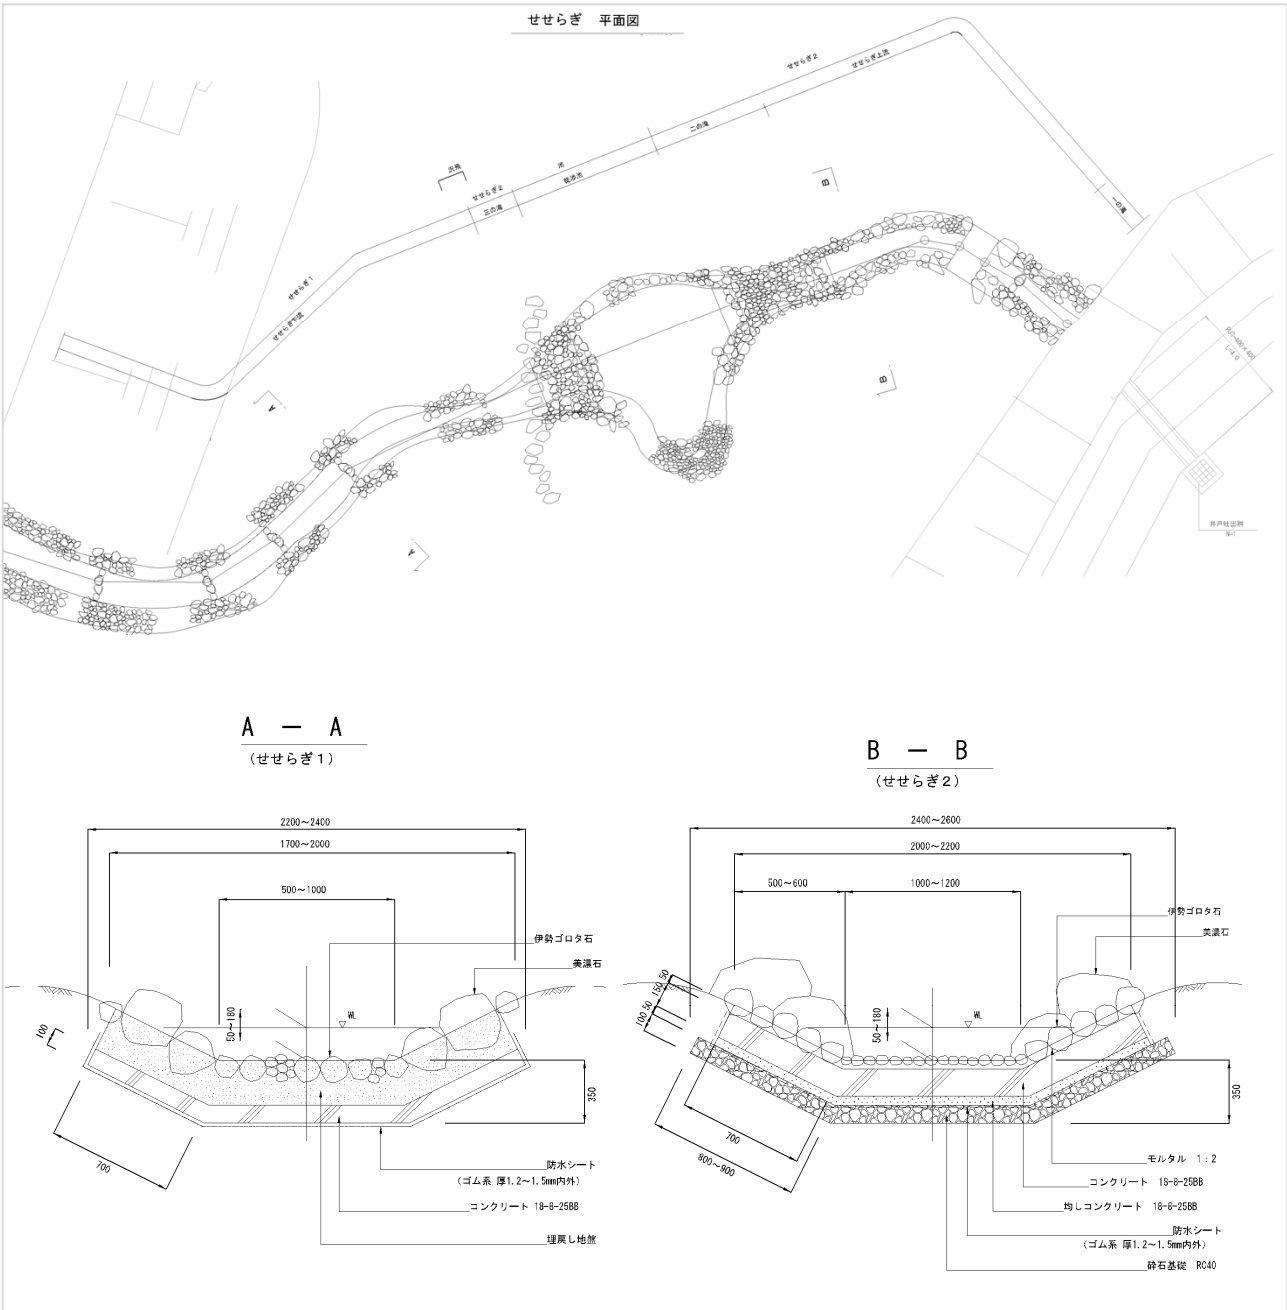 せせらぎ 平面図
せせらぎ2
せせらぎ上流
二の滝
池
徒渉池
沢飛
せせらぎ2
三の滝
一の滝
せせらぎ1
せせらぎ下流
B
B
A
A
L=4.0
N=1
A － A
(せせらぎ1)
2200～2400
1700～2000
500～1000
伊勢ゴロタ石
美濃石
WL
50～180
100
350
700
防水シート
(ゴム系 厚1.2～1.5mm内外)
コンクリート 18-8-25BB
埋戻し地盤
B － B
(せせらぎ2)
2400～2600
2000～2200
500～600
1000～1200
伊勢ゴロタ石
美濃石
WL
50～180
50
150
50
100
350
700
800～900
モルタル 1:2
コンクリート 18-8-25BB
均しコンクリート 18-8-25BB
防水シート
(ゴム系 厚1.2～1.5mm内外)
砕石基礎 RC40